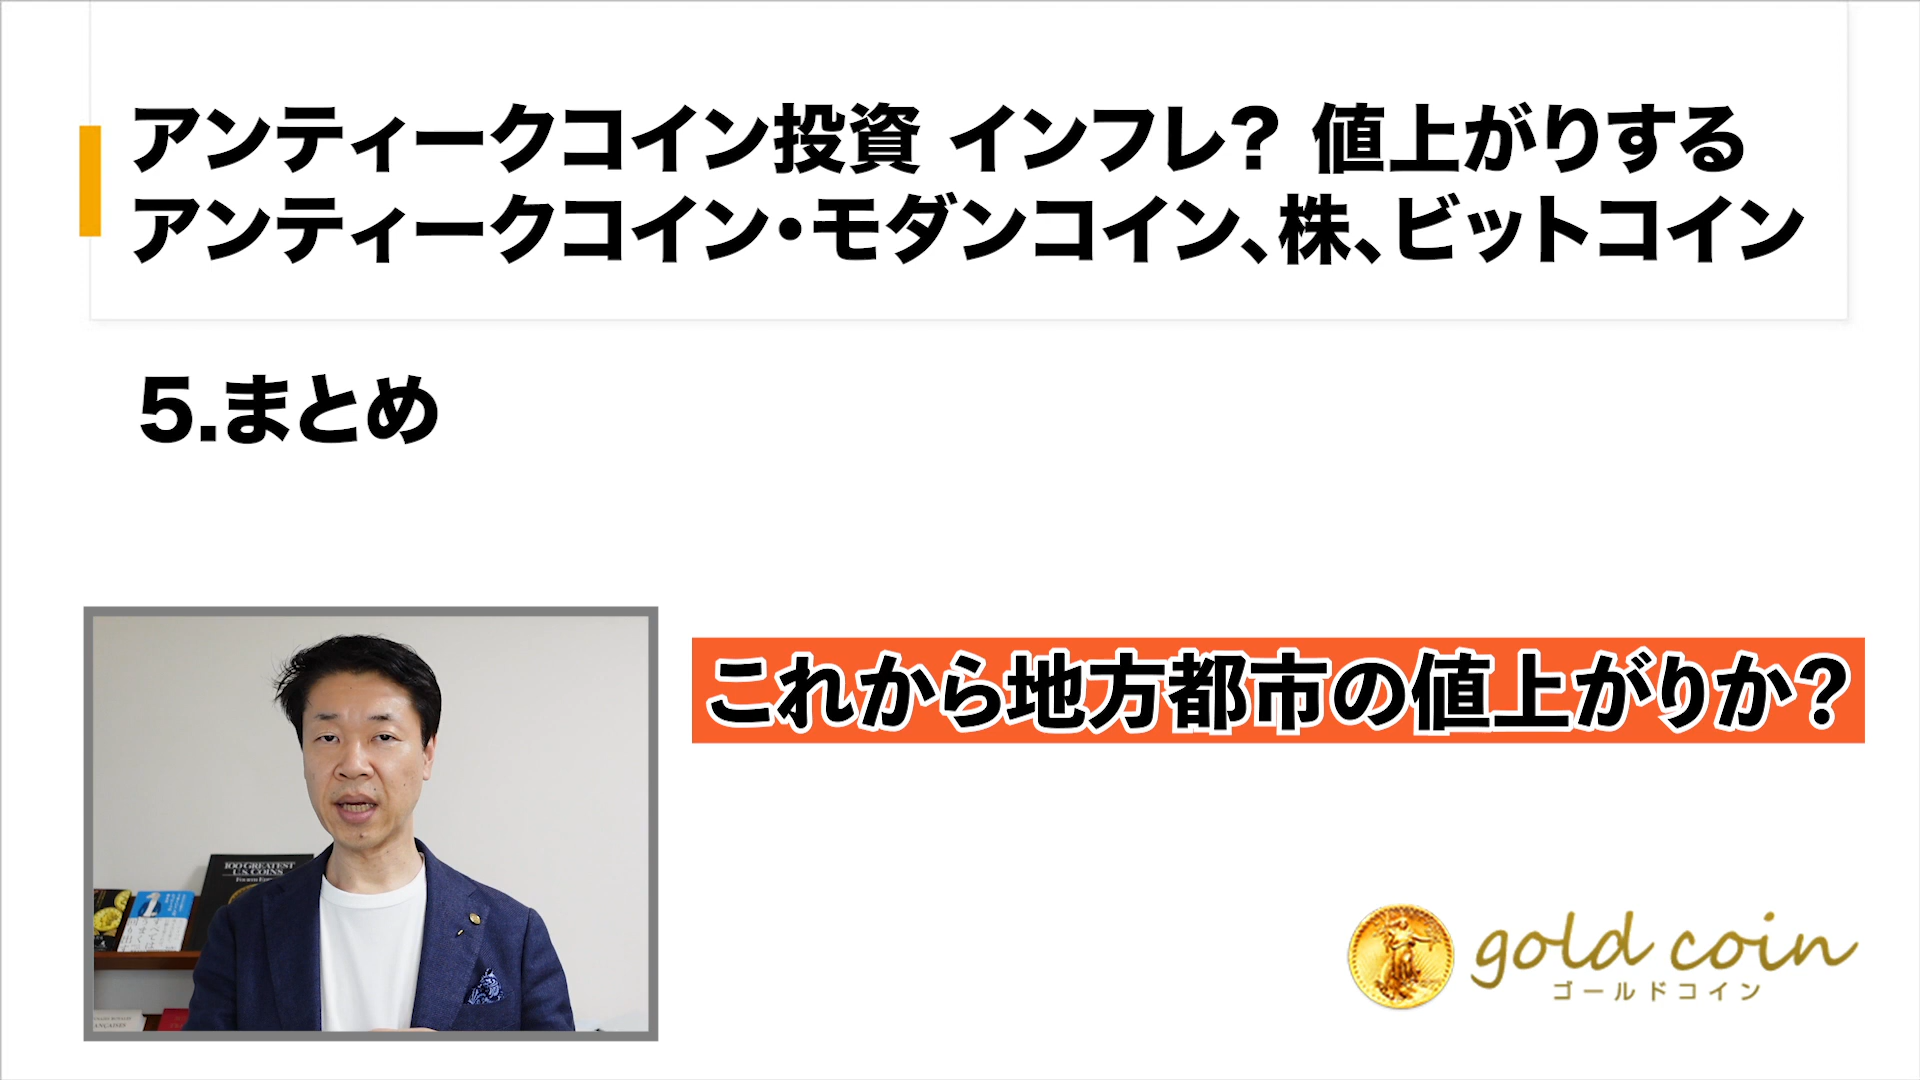 アンティークコイン投資 インフレ? 値上がりする
アンティークコイン・モダンコイン、株、ビットコイン
5.まとめ
これから地方都市の値上がりか?
100 GREATEST
U.S. COINS
gold coin
ゴールドコイン